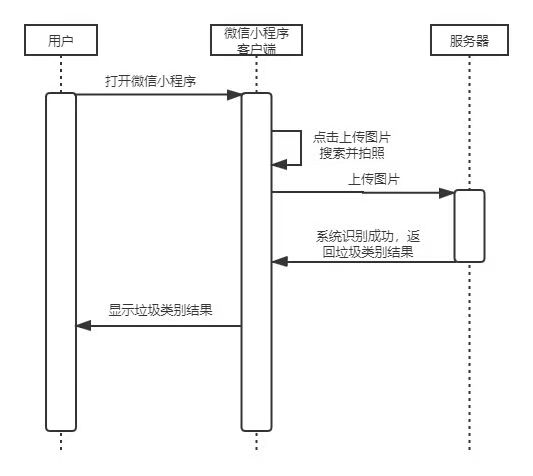 用户
微信小程序
客户端
服务器
打开微信小程序
点击上传图片
搜索并拍照
上传图片
系统识别成功，返
回垃圾类别结果
显示垃圾类别结果